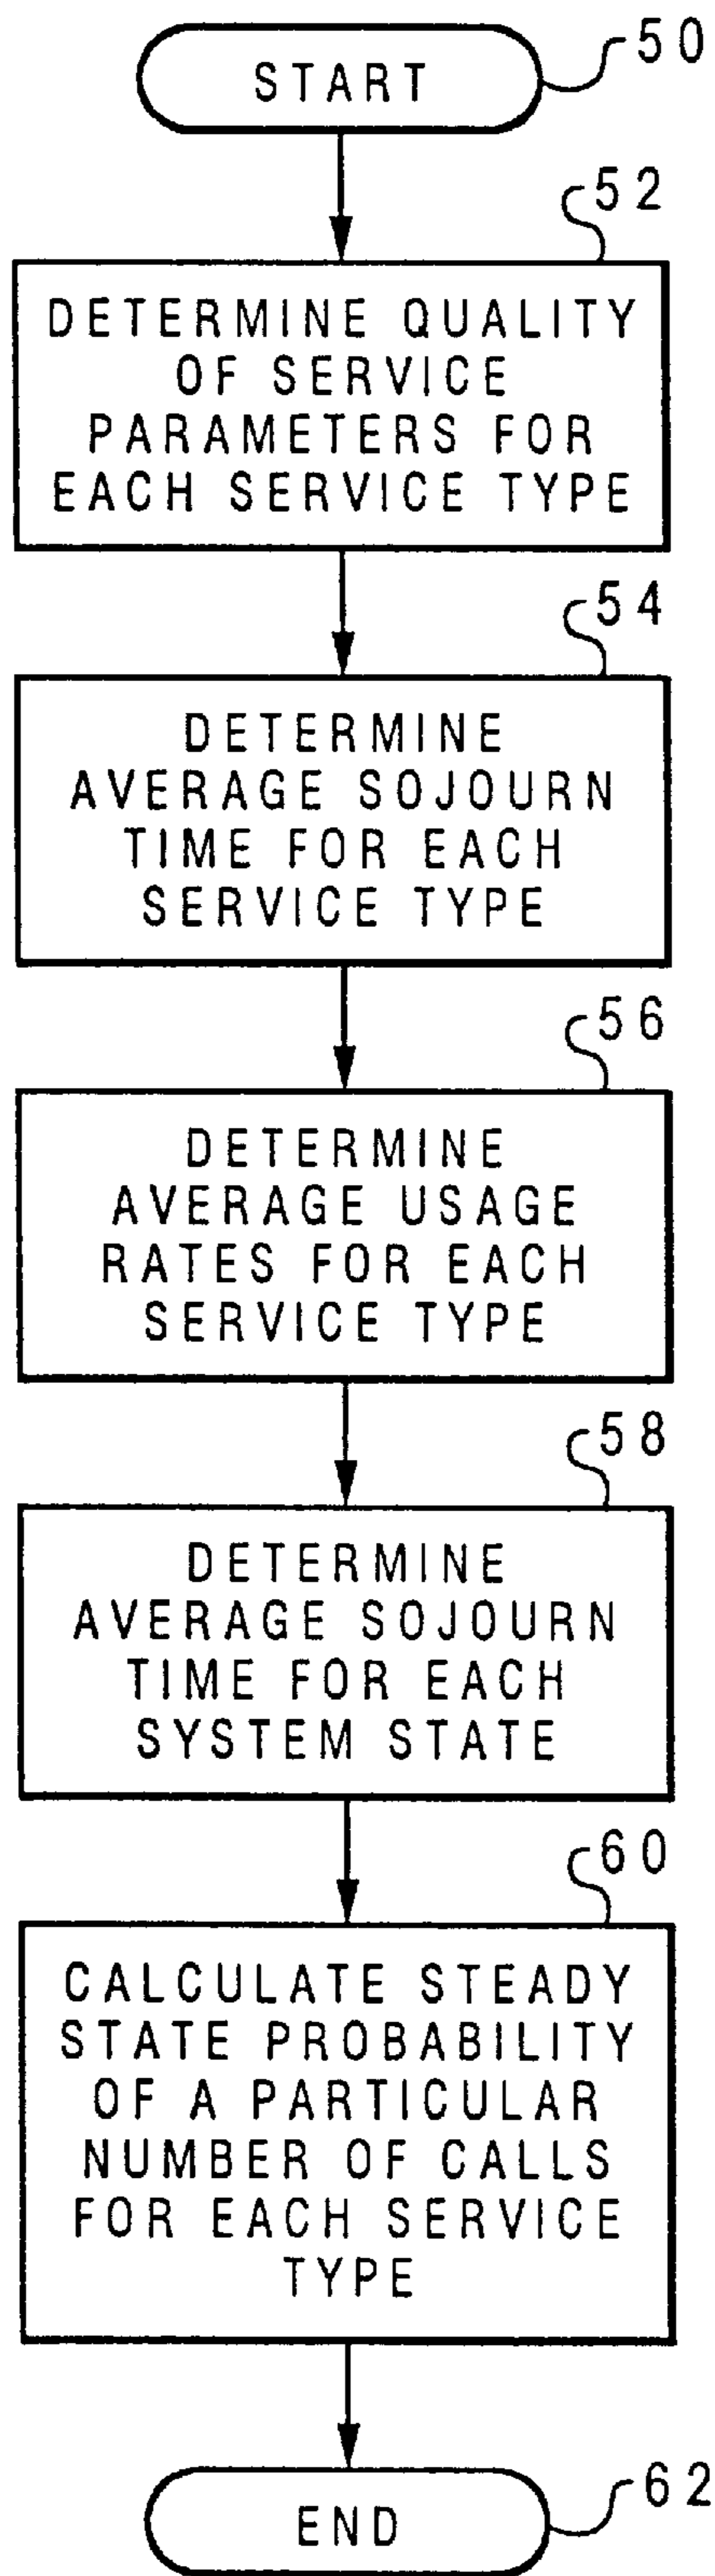 START
50
52
DETERMINE QUALITY
OF SERVICE
PARAMETERS FOR
EACH SERVICE TYPE
54
DETERMINE
AVERAGE SOJOURN
TIME FOR EACH
SERVICE TYPE
56
DETERMINE
AVERAGE USAGE
RATES FOR EACH
SERVICE TYPE
58
DETERMINE
AVERAGE SOJOURN
TIME FOR EACH
SYSTEM STATE
60
CALCULATE STEADY
STATE PROBABILITY
OF A PARTICULAR
NUMBER OF CALLS
FOR EACH SERVICE
TYPE
62
END